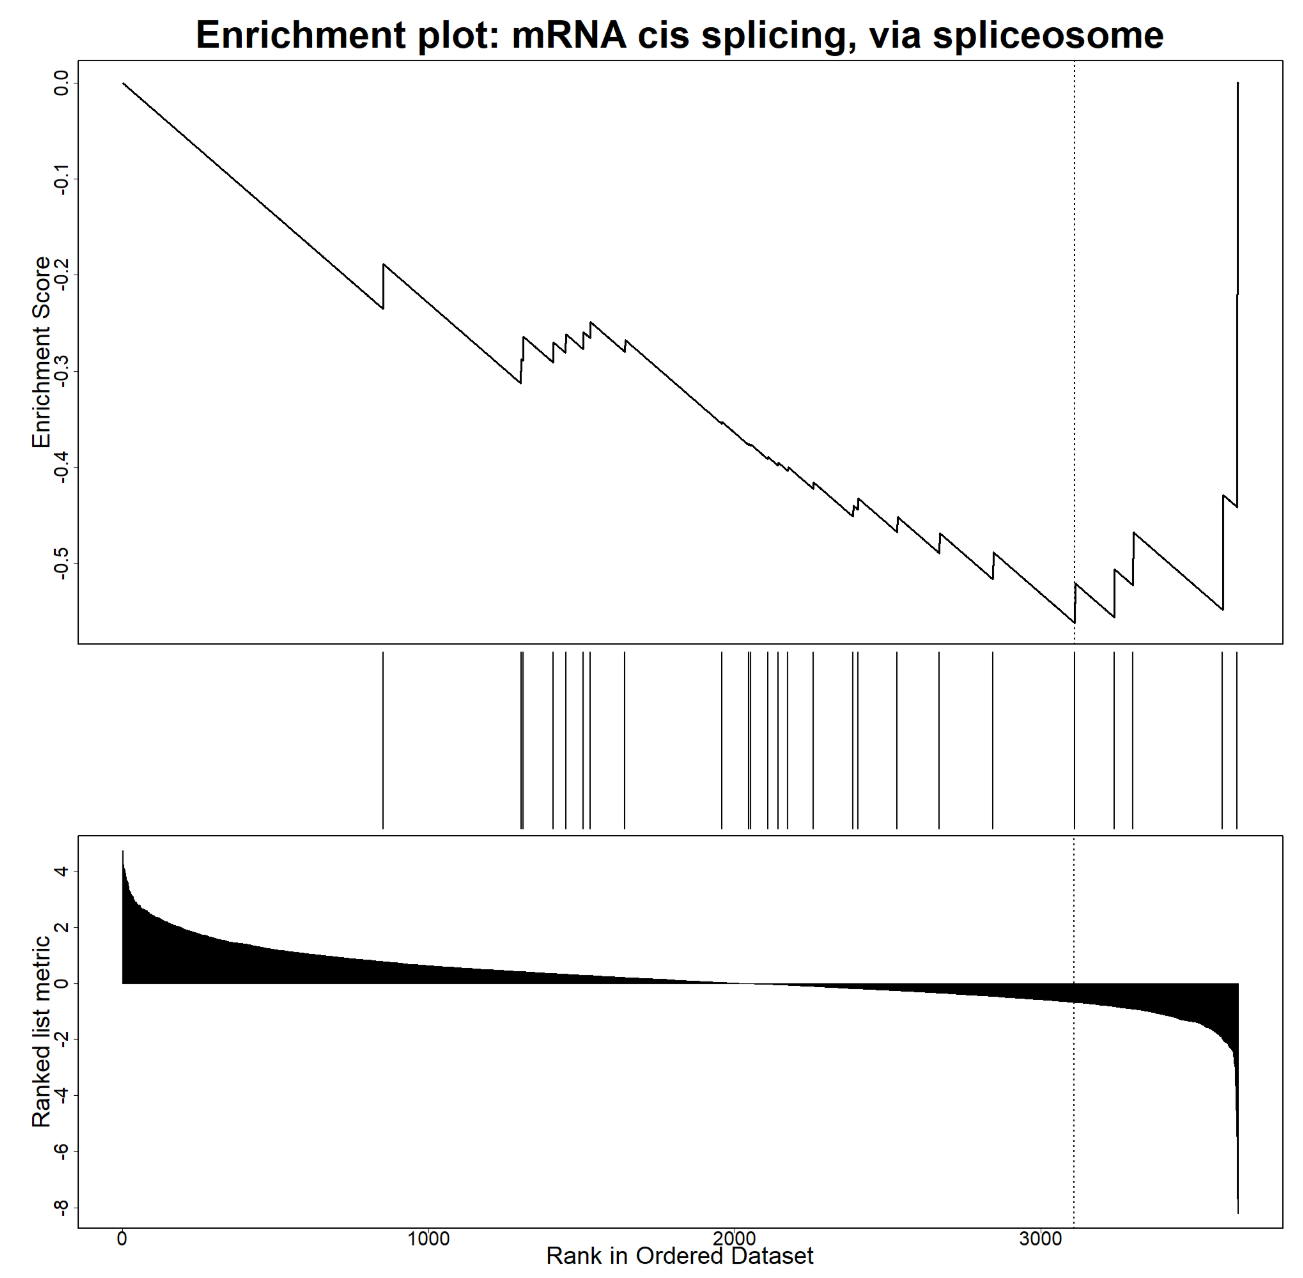 Enrichment plot: mRNA cis splicing, via spliceosome
Enrichment Score
0.0
-0.1
-0.2
-0.3
-0.4
-0.5
Ranked list metric
4
2
0
-2
-4
-6
-8
0 1000 2000 3000
Rank in Ordered Dataset